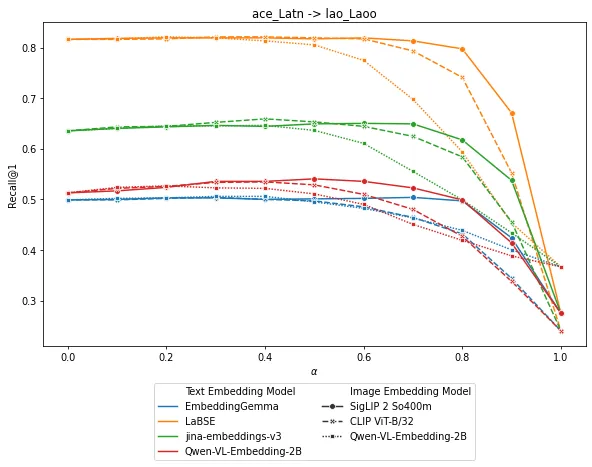 ace_Latn -> lao_Laoo
Recall@1
0.8
0.7
0.6
0.5
0.4
0.3
0.0 0.2 0.4 0.6 0.8 1.0
α
Text Embedding Model
EmbeddingGemma
LaBSE
jina-embeddings-v3
Qwen-VL-Embedding-2B
Image Embedding Model
SigLIP 2 So400m
CLIP ViT-B/32
Qwen-VL-Embedding-2B